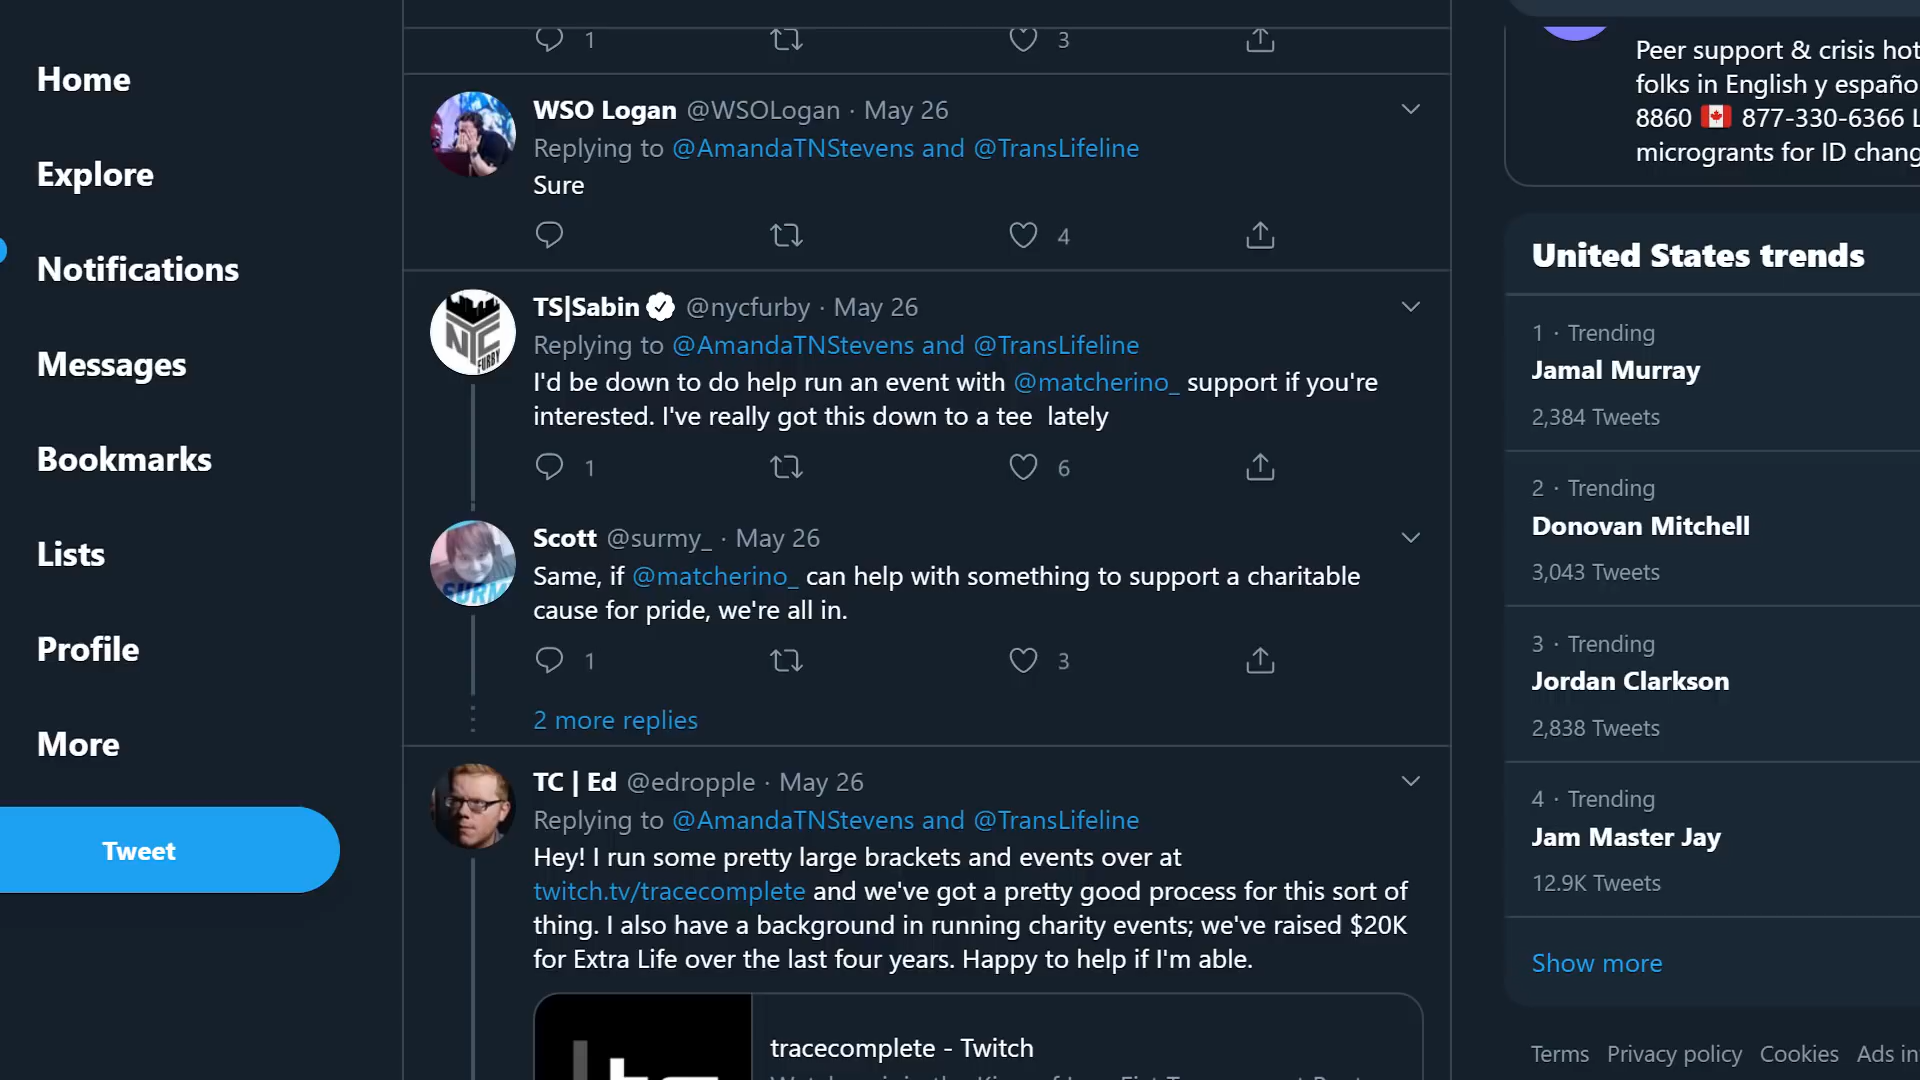 Home
Explore
Notifications
Messages
Bookmarks
Lists
Profile
More
Tweet
1 3
WSO Logan @WSOLogan · May 26
Replying to @AmandaTNStevens and @TransLifeline
Sure
4
TS|Sabin @nycfurby · May 26
Replying to @AmandaTNStevens and @TransLifeline
I'd be down to do help run an event with @matcherino_ support if you're
interested. I've really got this down to a tee lately
1 6
NYC
FURBY
Scott @surmy_ · May 26
Same, if @matcherino_ can help with something to support a charitable
cause for pride, we're all in.
1 3
SURMY
2 more replies
TC | Ed @edropple · May 26
Replying to @AmandaTNStevens and @TransLifeline
Hey! I run some pretty large brackets and events over at
twitch.tv/tracecomplete and we've got a pretty good process for this sort of
thing. I also have a background in running charity events; we've raised $20K
for Extra Life over the last four years. Happy to help if I'm able.
tracecomplete - Twitch
Peer support & crisis hot
folks in English y españo
8860 🇨🇦 877-330-6366 L
microgrants for ID chang
United States trends
1 · Trending
Jamal Murray
2,384 Tweets
2 · Trending
Donovan Mitchell
3,043 Tweets
3 · Trending
Jordan Clarkson
2,838 Tweets
4 · Trending
Jam Master Jay
12.9K Tweets
Show more
Terms Privacy policy Cookies Ads in